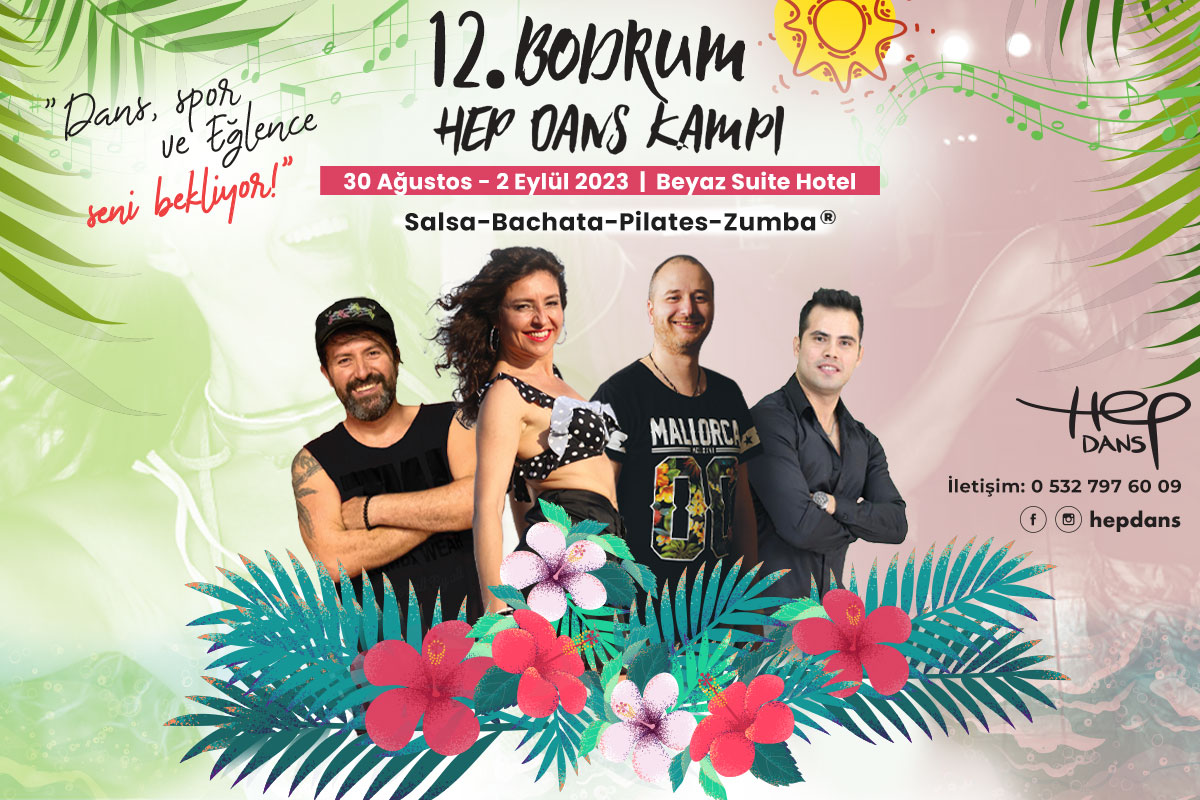 12. BODRUM
HEP DANS KAMPI
"Dans, spor
ve Eğlence
seni bekliyor!"
30 Ağustos - 2 Eylül 2023 | Beyaz Suite Hotel
Salsa-Bachata-Pilates-Zumba®
MALLORCA
00
Hep
DANS
İletişim: 0 532 797 60 09
f hepdans